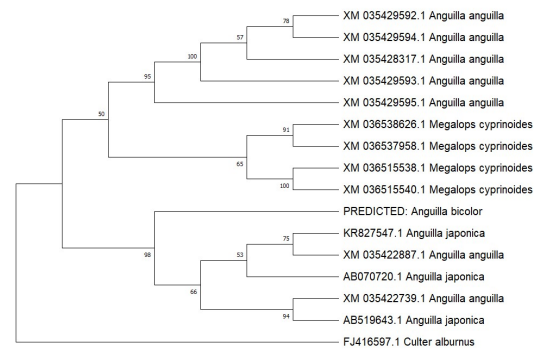 XM 035429592.1 Anguilla anguilla
78
XM 035429594.1 Anguilla anguilla
57
XM 035428317.1 Anguilla anguilla
100
XM 035429593.1 Anguilla anguilla
95
XM 035429595.1 Anguilla anguilla
50
XM 036538626.1 Megalops cyprinoides
91
XM 036537958.1 Megalops cyprinoides
65
XM 036515538.1 Megalops cyprinoides
100
XM 036515540.1 Megalops cyprinoides
PREDICTED: Anguilla bicolor
98
KR827547.1 Anguilla japonica
75
XM 035422887.1 Anguilla anguilla
53
AB070720.1 Anguilla japonica
66
XM 035422739.1 Anguilla anguilla
94
AB519643.1 Anguilla japonica
FJ416597.1 Culter alburnus